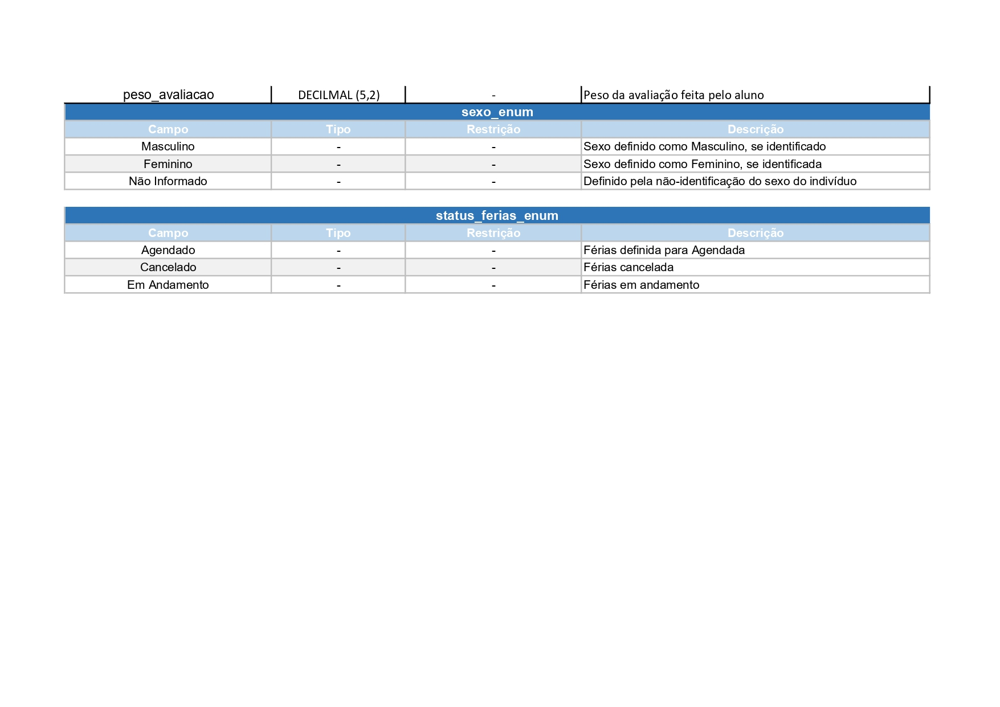 peso_avaliacao DECILMAL (5,2) - Peso da avaliação feita pelo aluno
sexo_enum
Campo Tipo Restrição Descrição
Masculino - - Sexo definido como Masculino, se identificado
Feminino - - Sexo definido como Feminino, se identificada
Não Informado - - Definido pela não-identificação do sexo do indivíduo
status_ferias_enum
Campo Tipo Restrição Descrição
Agendado - - Férias definida para Agendada
Cancelado - - Férias cancelada
Em Andamento - - Férias em andamento